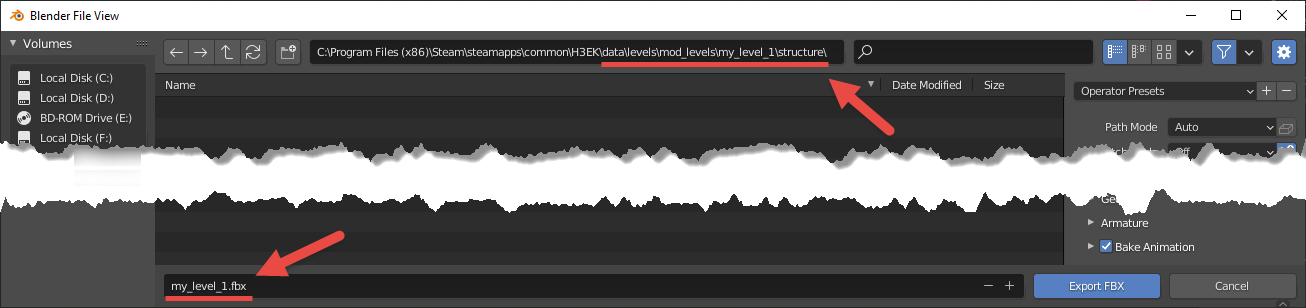 Blender File View
Volumes
C:\Program Files (x86)\Steam\steamapps\common\H3EK\data\levels\mod_levels\my_level_1\structure\
Local Disk (C:)
Local Disk (D:)
BD-ROM Drive (E:)
Local Disk (F:)
Name Date Modified Size
Operator Presets
Path Mode Auto
Armature
Bake Animation
my_level_1.fbx
Export FBX Cancel